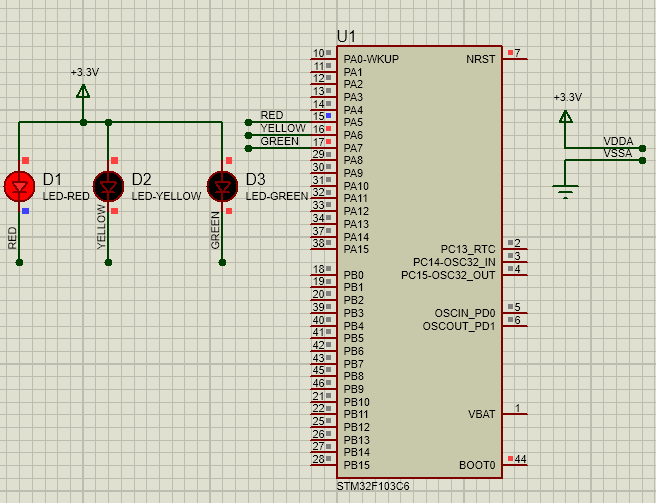 +3.3V
D1
LED-RED
D2
LED-YELLOW
D3
LED-GREEN
RED
YELLOW
GREEN
RED
YELLOW
GREEN
U1
10 PA0-WKUP
11 PA1
12 PA2
13 PA3
14 PA4
15 PA5
16 PA6
17 PA7
29 PA8
30 PA9
31 PA10
32 PA11
33 PA12
34 PA13
37 PA14
38 PA15
18 PB0
19 PB1
20 PB2
39 PB3
40 PB4
41 PB5
42 PB6
43 PB7
45 PB8
46 PB9
21 PB10
22 PB11
25 PB12
26 PB13
27 PB14
28 PB15
NRST 7
PC13_RTC 2
PC14-OSC32_IN 3
PC15-OSC32_OUT 4
OSCIN_PD0 5
OSCOUT_PD1 6
VBAT 1
BOOT0 44
STM32F103C6
+3.3V
VDDA
VSSA